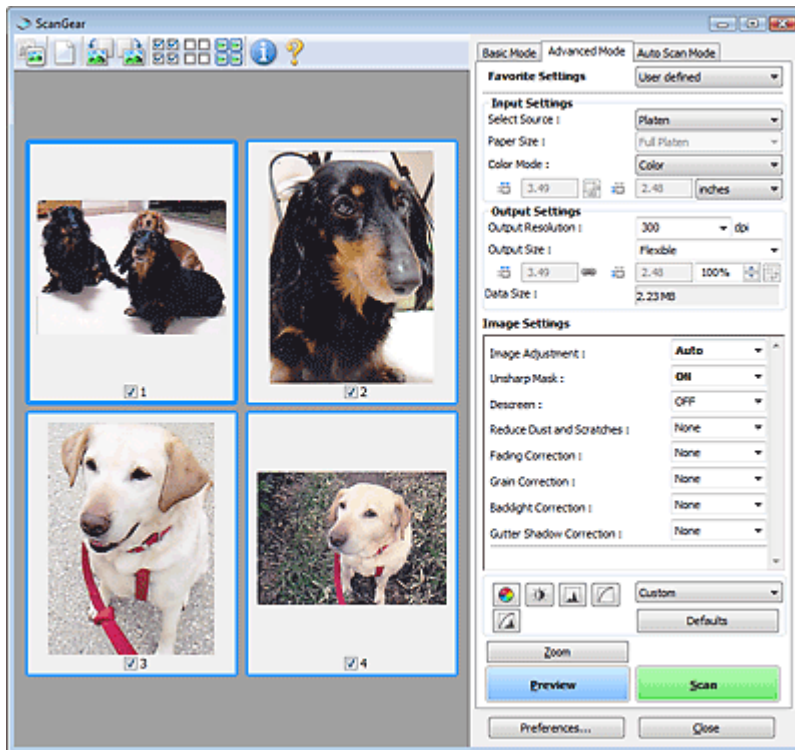 ScanGear
Basic Mode Advanced Mode Auto Scan Mode
Favorite Settings User defined
Input Settings
Select Source : Platen
Paper Size : Full Platen
Color Mode : Color
3.49 2.48 inches
Output Settings
Output Resolution : 300 dpi
Output Size : Flexible
3.49 2.48 100%
Data Size : 2.23 MB
Image Settings
Image Adjustment : Auto
Unsharp Mask : ON
Descreen : OFF
Reduce Dust and Scratches : None
Fading Correction : None
Grain Correction : None
Backlight Correction : None
Gutter Shadow Correction : None
Custom
Defaults
Zoom
Preview Scan
Preferences... Close
1
2
3
4